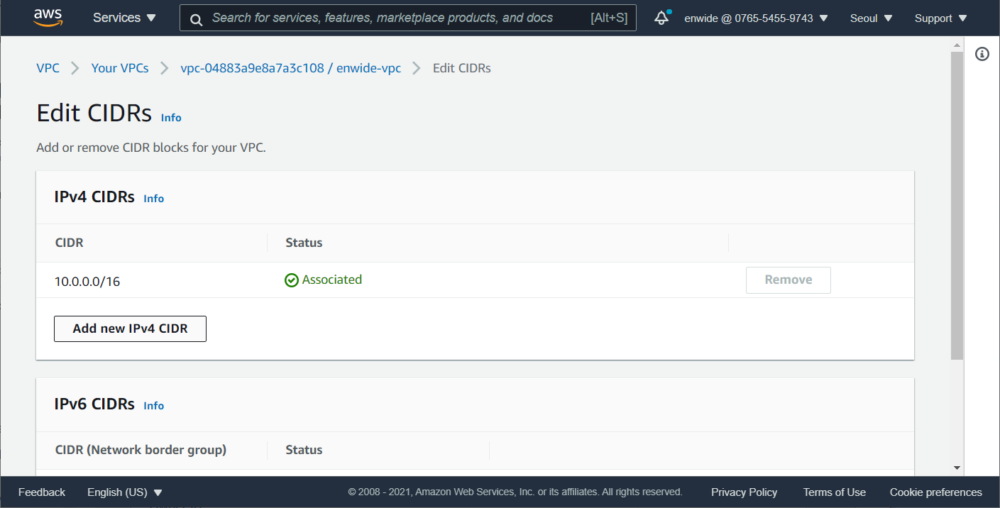 aws Services Search for services, features, marketplace products, and docs [Alt+S] enwide @ 0765-5455-9743 Seoul Support
VPC Your VPCs vpc-04883a9e8a7a3c108 / enwide-vpc Edit CIDRs
Edit CIDRs Info
Add or remove CIDR blocks for your VPC.
IPv4 CIDRs Info
CIDR Status
10.0.0.0/16 Associated Remove
Add new IPv4 CIDR
IPv6 CIDRs Info
CIDR (Network border group) Status
Feedback English (US) © 2008 - 2021, Amazon Web Services, Inc. or its affiliates. All rights reserved. Privacy Policy Terms of Use Cookie preferences